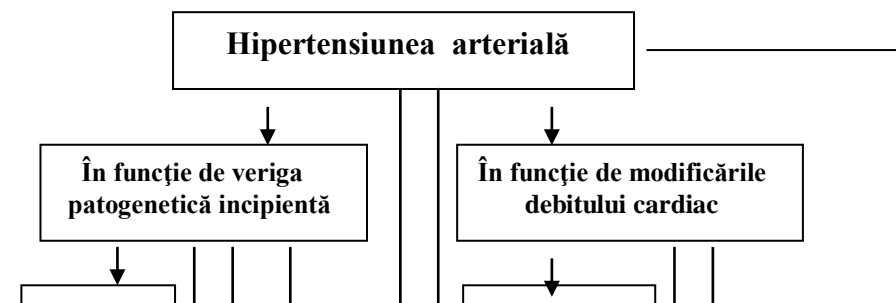 Hipertensiunea arterială
În funcţie de veriga
patogenetică incipientă
În funcţie de modificările
debitului cardiac